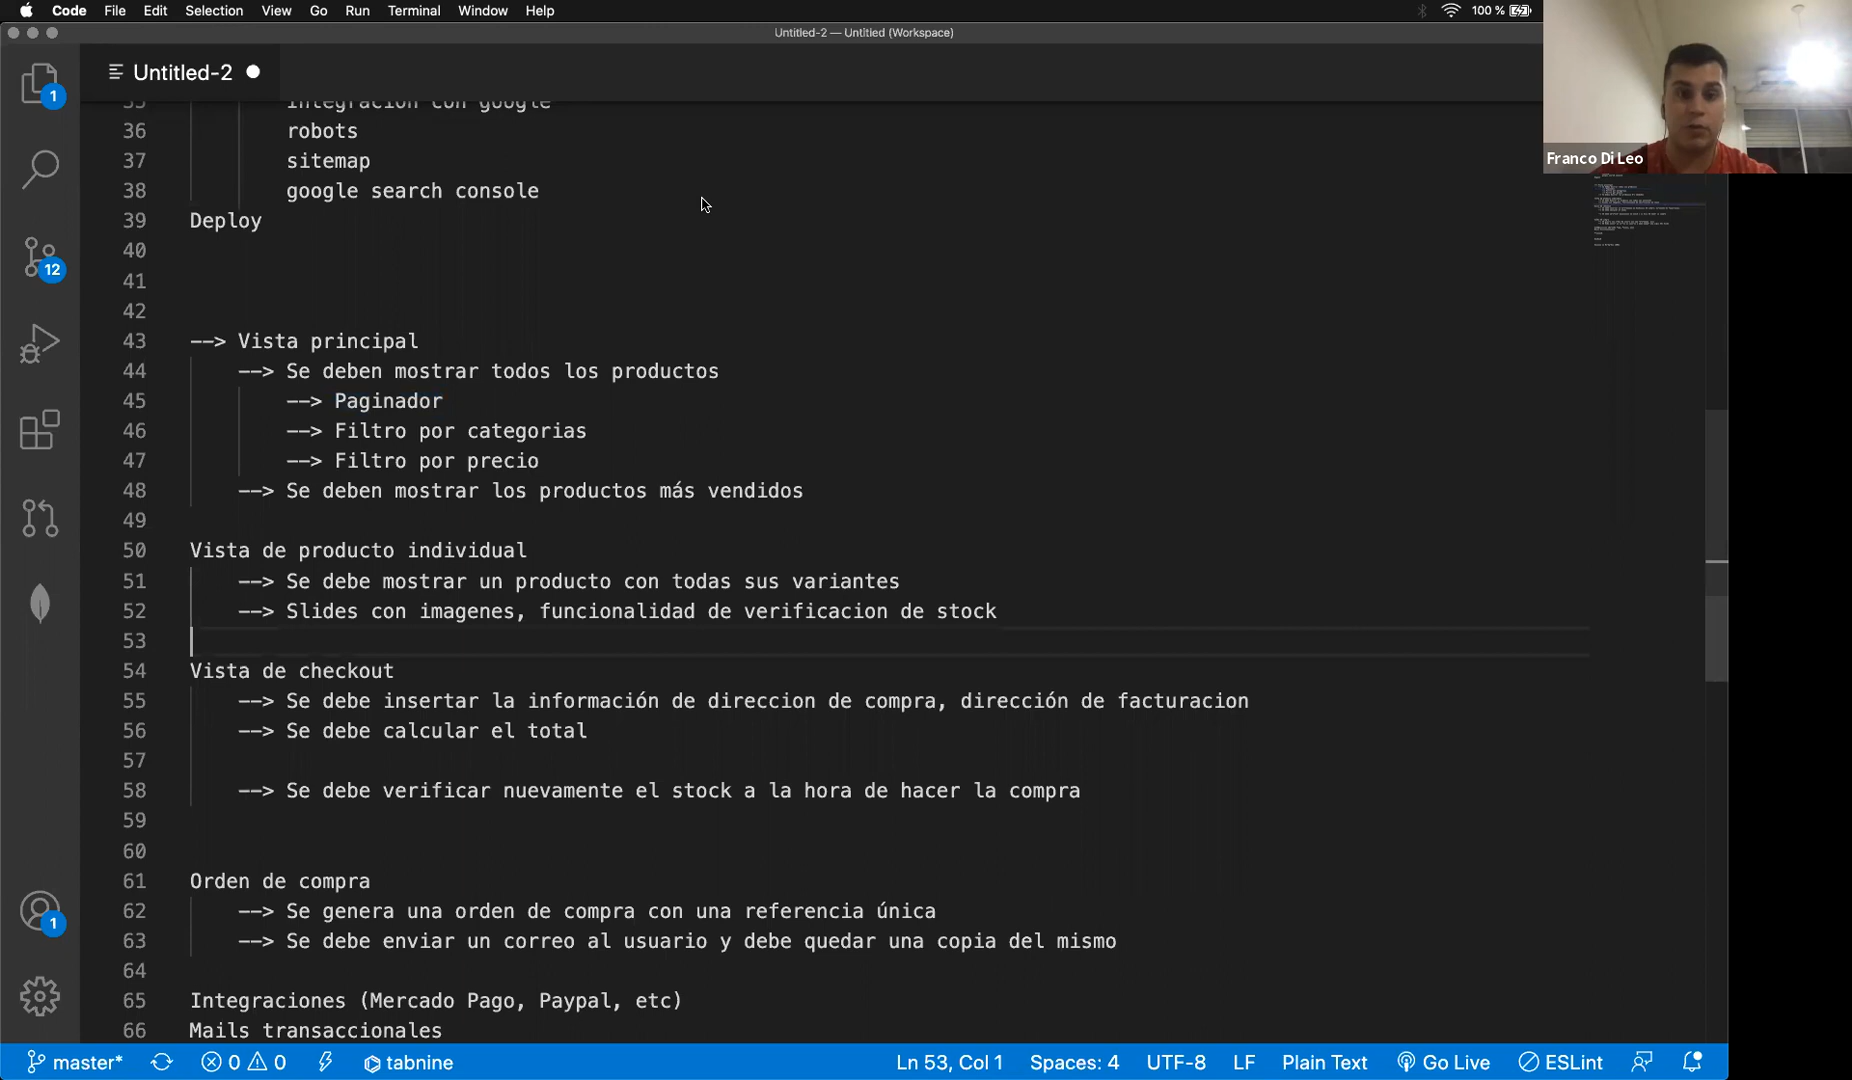 Code File Edit Selection View Go Run Terminal Window Help 100 %
Untitled-2 — Untitled (Workspace)
Untitled-2
Franco Di Leo
1
12
1
35 integracion con google
36 robots
37 sitemap
38 google search console
39 Deploy
40
41
42
43 --> Vista principal
44 --> Se deben mostrar todos los productos
45 --> Paginador
46 --> Filtro por categorias
47 --> Filtro por precio
48 --> Se deben mostrar los productos más vendidos
49
50 Vista de producto individual
51 --> Se debe mostrar un producto con todas sus variantes
52 --> Slides con imagenes, funcionalidad de verificacion de stock
53
54 Vista de checkout
55 --> Se debe insertar la información de direccion de compra, dirección de facturacion
56 --> Se debe calcular el total
57
58 --> Se debe verificar nuevamente el stock a la hora de hacer la compra
59
60
61 Orden de compra
62 --> Se genera una orden de compra con una referencia única
63 --> Se debe enviar un correo al usuario y debe quedar una copia del mismo
64
65 Integraciones (Mercado Pago, Paypal, etc)
66 Mails transaccionales
master* 0 0 tabnine Ln 53, Col 1 Spaces: 4 UTF-8 LF Plain Text Go Live ESLint